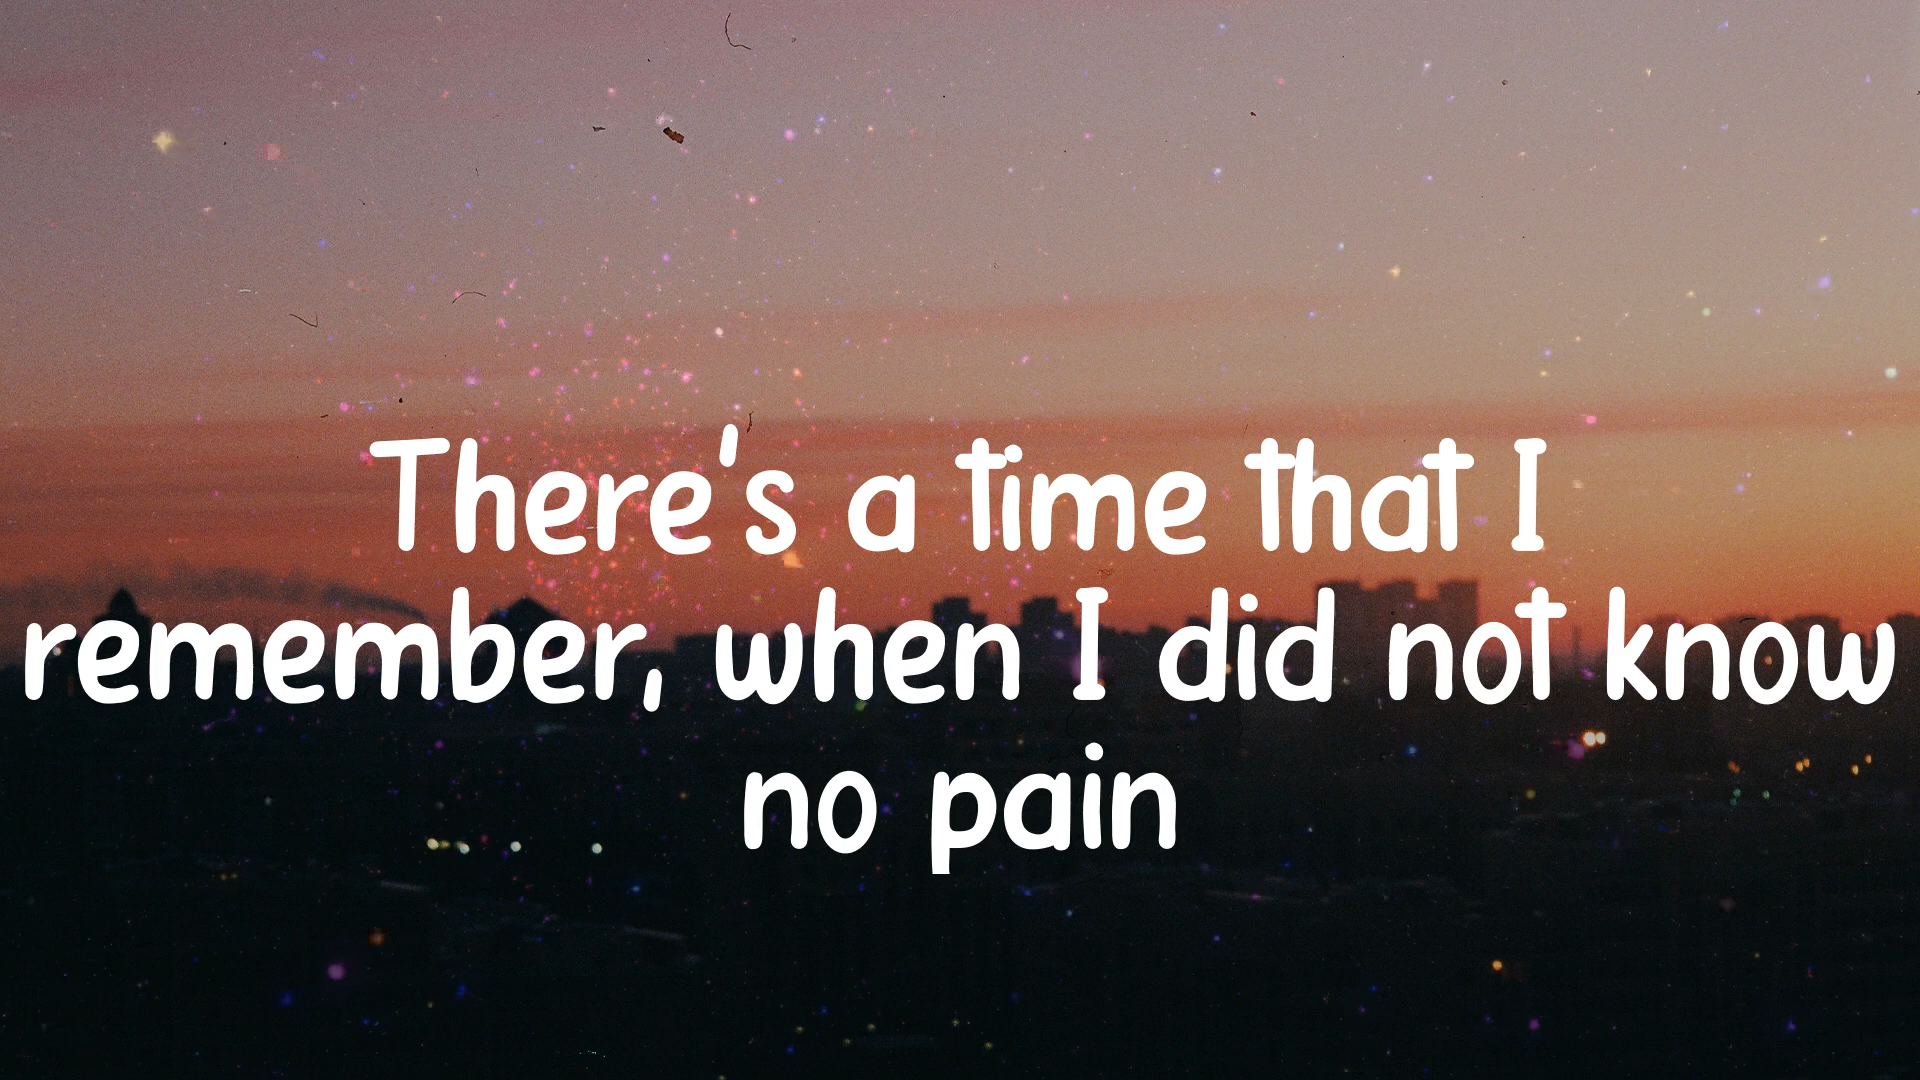 There's a time that I
remember, when I did not know
no pain